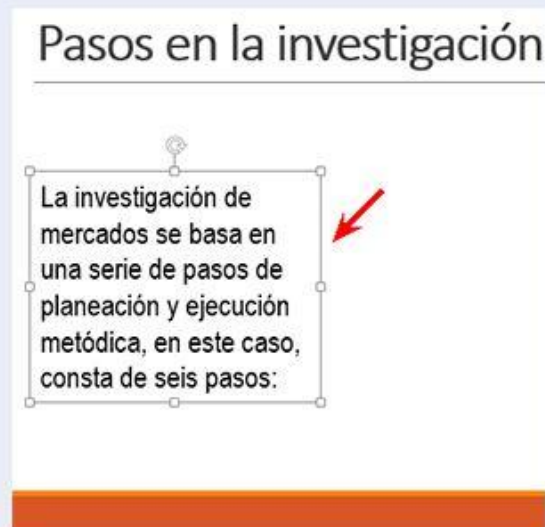 Pasos en la investigación
La investigación de
mercados se basa en
una serie de pasos de
planeación y ejecución
metódica, en este caso,
consta de seis pasos: